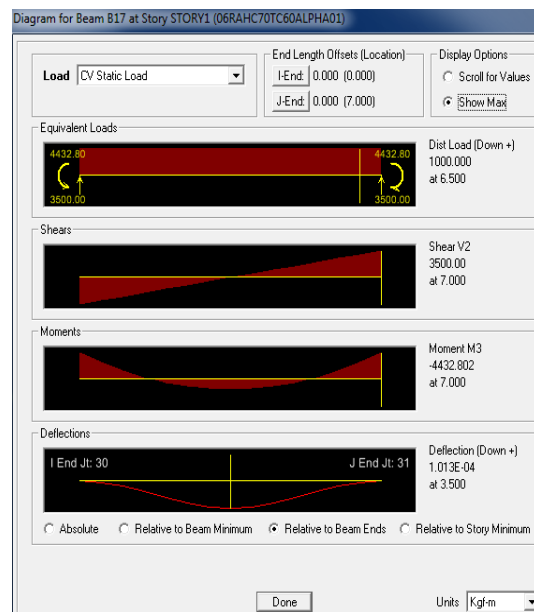 Diagram for Beam B17 at Story STORY1 (06RAHC70TC60ALPHA01)
Load CV Static Load
End Length Offsets (Location)
I-End: 0.000 (0.000)
J-End: 0.000 (7.000)
Display Options
Scroll for Values
Show Max
Equivalent Loads
4432.80 4432.80
3500.00 3500.00
Dist Load (Down +)
1000.000
at 6.500
Shears
Shear V2
3500.00
at 7.000
Moments
Moment M3
-4432.802
at 7.000
Deflections
I End Jt: 30 J End Jt: 31
Deflection (Down +)
1.013E-04
at 3.500
Absolute Relative to Beam Minimum Relative to Beam Ends Relative to Story Minimum
Done Units Kgf-m